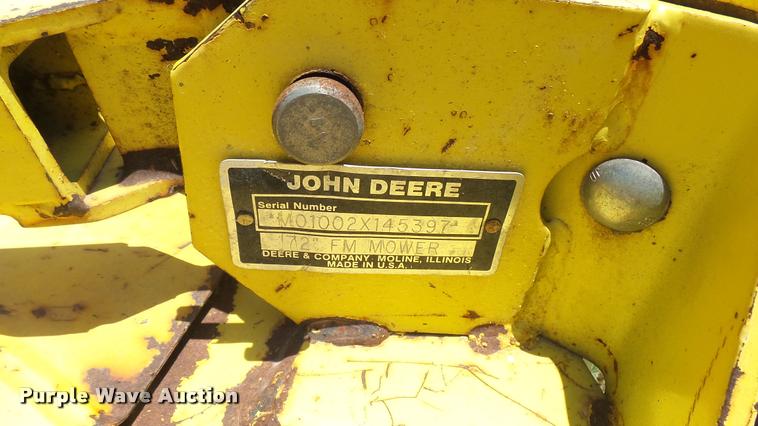 JOHN DEERE
Serial Number
*M01002X145397*
72" FM MOWER
DEERE & COMPANY MOLINE, ILLINOIS
MADE IN U.S.A.
Purple Wave Auction